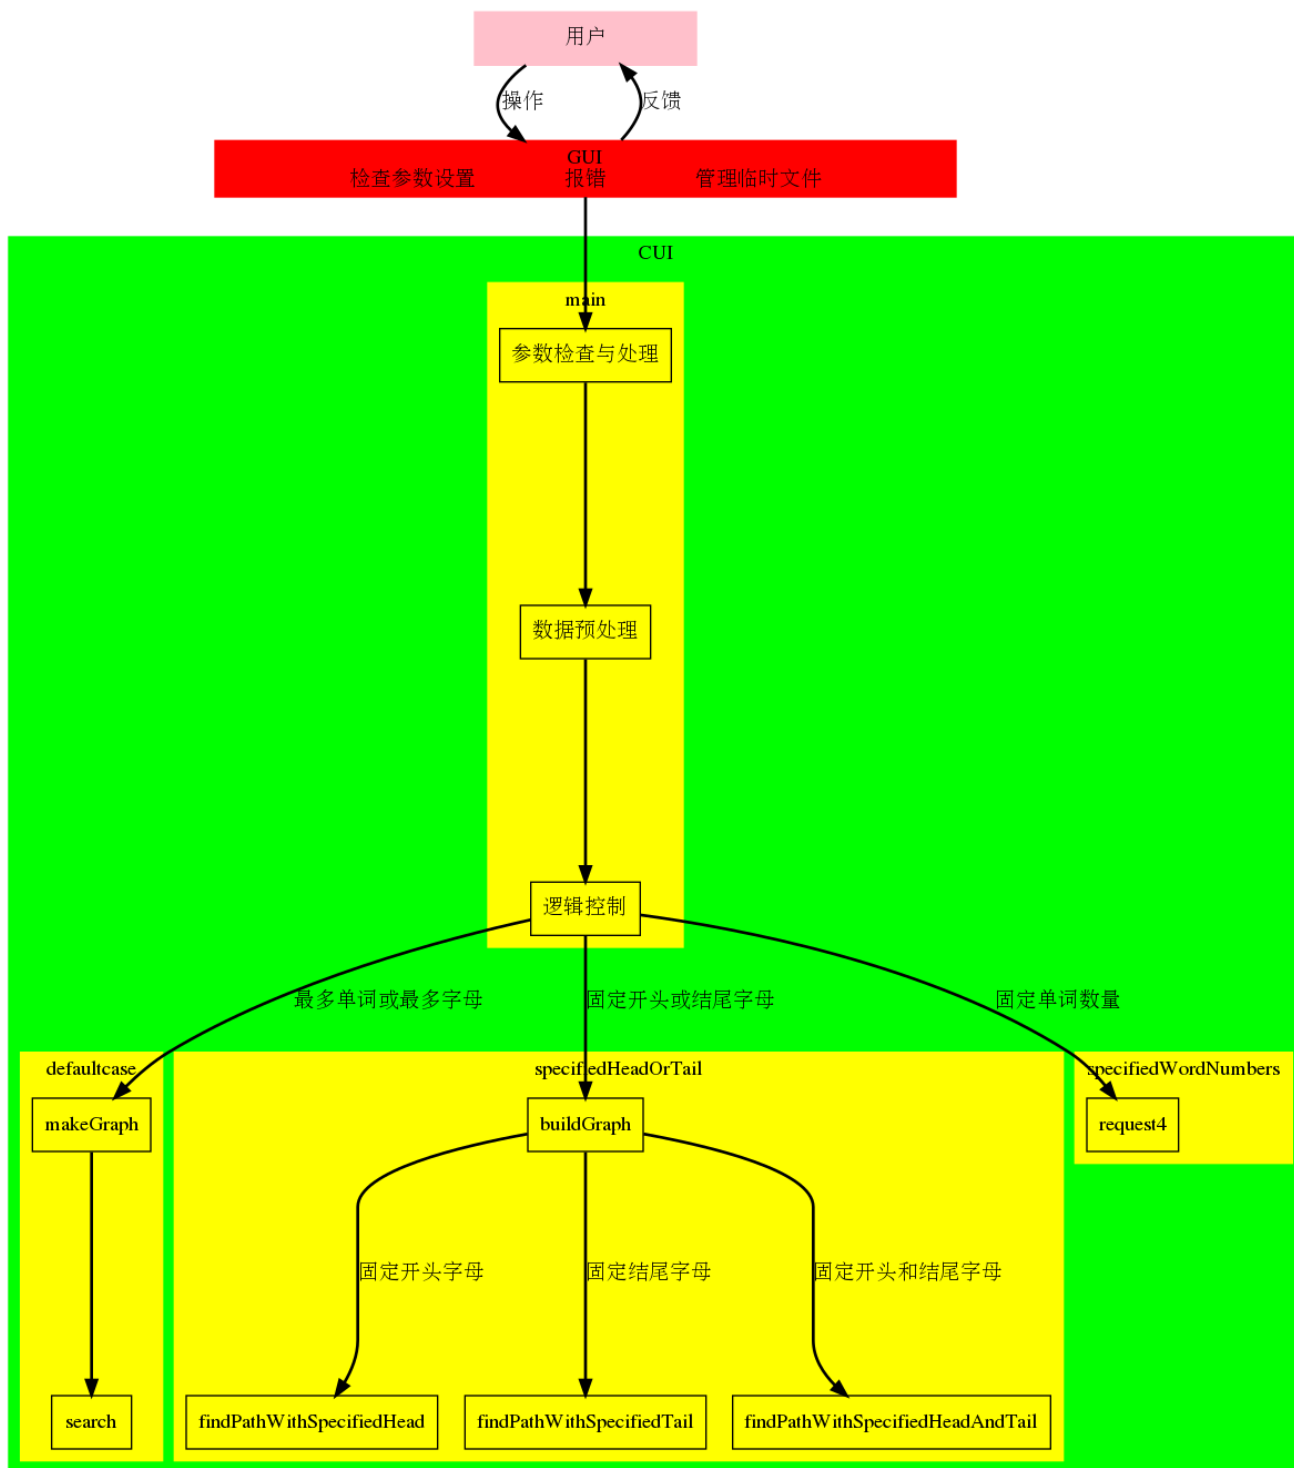 用户
操作
反馈
GUI
检查参数设置 报错 管理临时文件
CUI
main
参数检查与处理
数据预处理
逻辑控制
最多单词或最多字母
固定开头或结尾字母
固定单词数量
defaultcase
specifiedHeadOrTail
specifiedWordNumbers
makeGraph
buildGraph
request4
固定开头字母
固定结尾字母
固定开头和结尾字母
search
findPathWithSpecifiedHead
findPathWithSpecifiedTail
findPathWithSpecifiedHeadAndTail